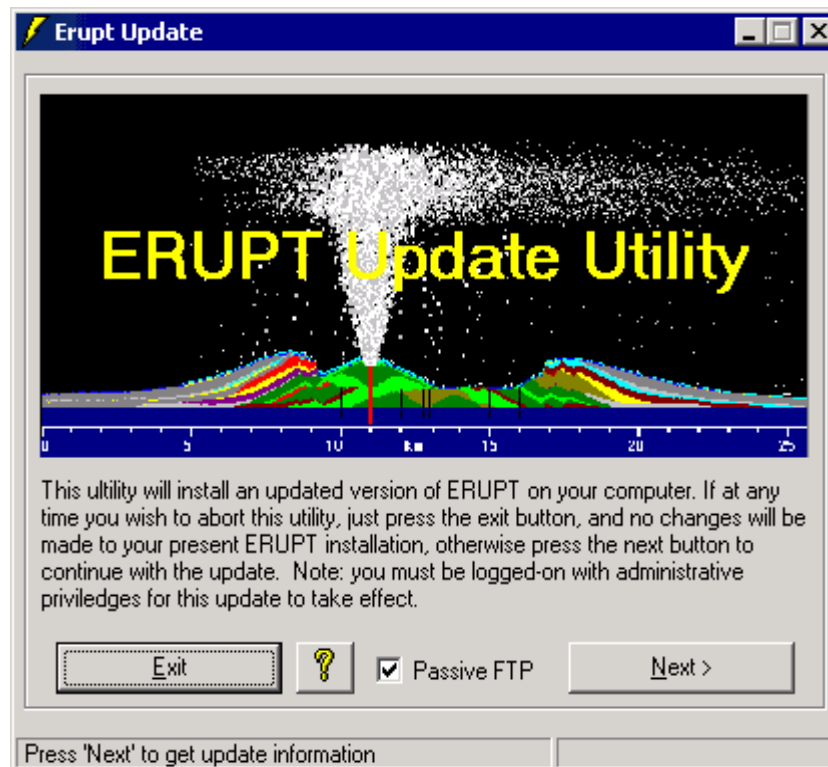 Erupt Update
ERUPT Update Utility
0 5 10 Km 15 20 25
This ultility will install an updated version of ERUPT on your computer. If at any
time you wish to abort this utility, just press the exit button, and no changes will be
made to your present ERUPT installation, otherwise press the next button to
continue with the update.  Note: you must be logged-on with administrative
priviledges for this update to take effect.
Exit ? Passive FTP Next >
Press 'Next' to get update information